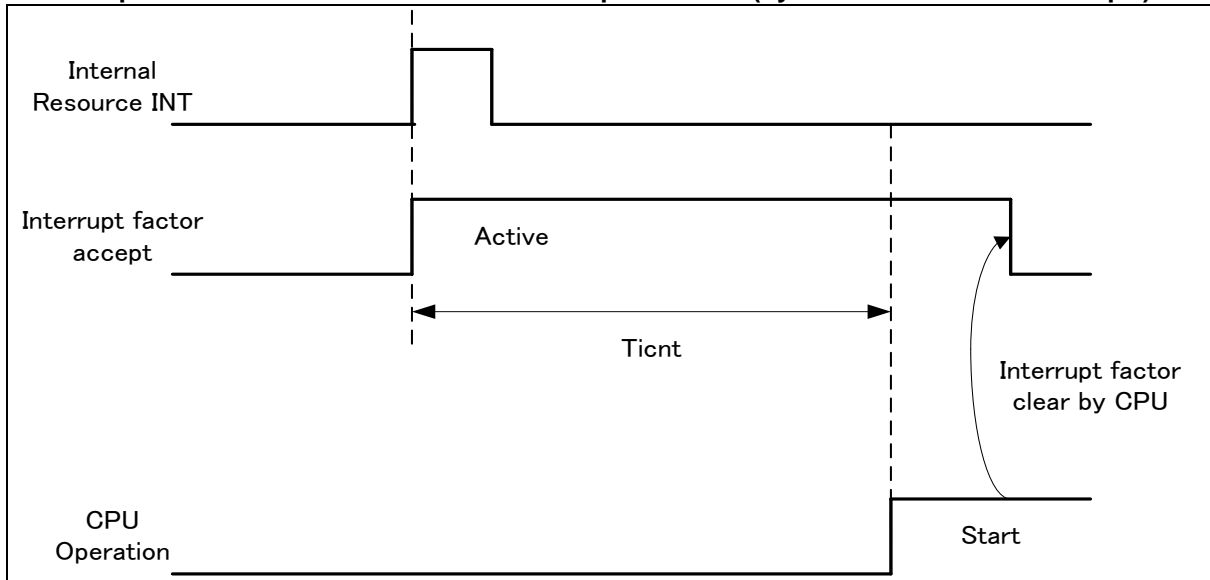 Internal
Resource INT
Interrupt factor
accept
Active
Ticnt
Interrupt factor
clear by CPU
CPU
Operation
Start